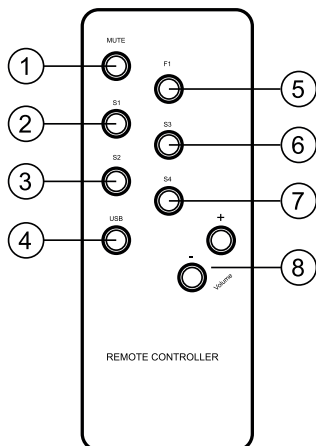 MUTE
F1
1
5
S1
2
S3
6
S2
3
S4
7
USB
4
+
-
8
Volume
REMOTE CONTROLLER